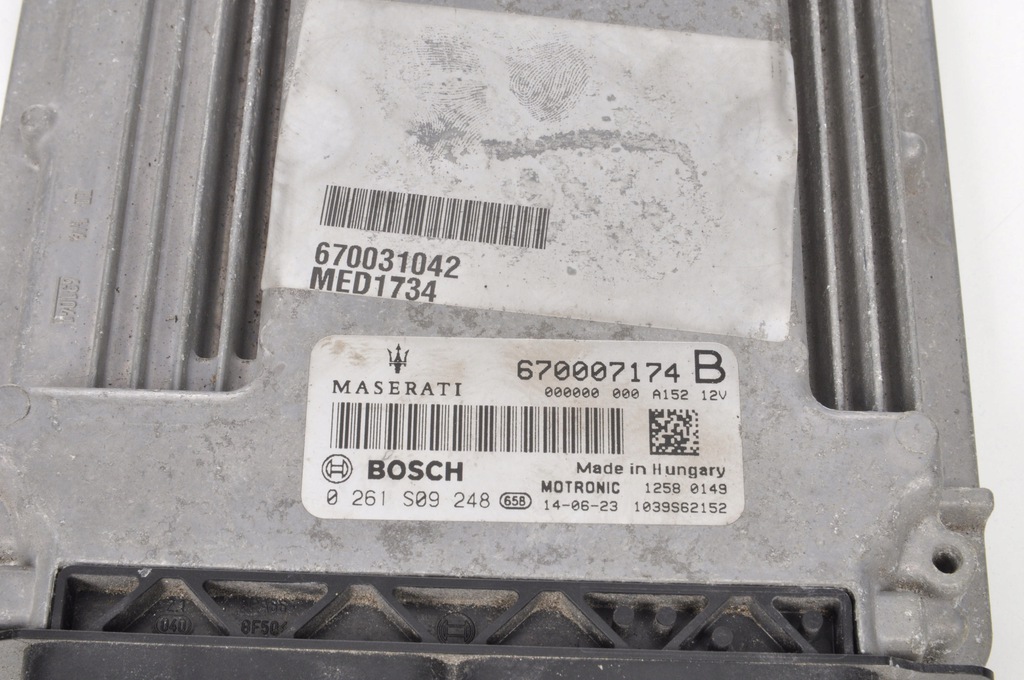 670031042
MED1734
MASERATI
670007174 B
000000 000 A152 12V
BOSCH
Made in Hungary
MOTRONIC 1258 0149
0 261 S09 248 65B 14-06-23 1039S62152